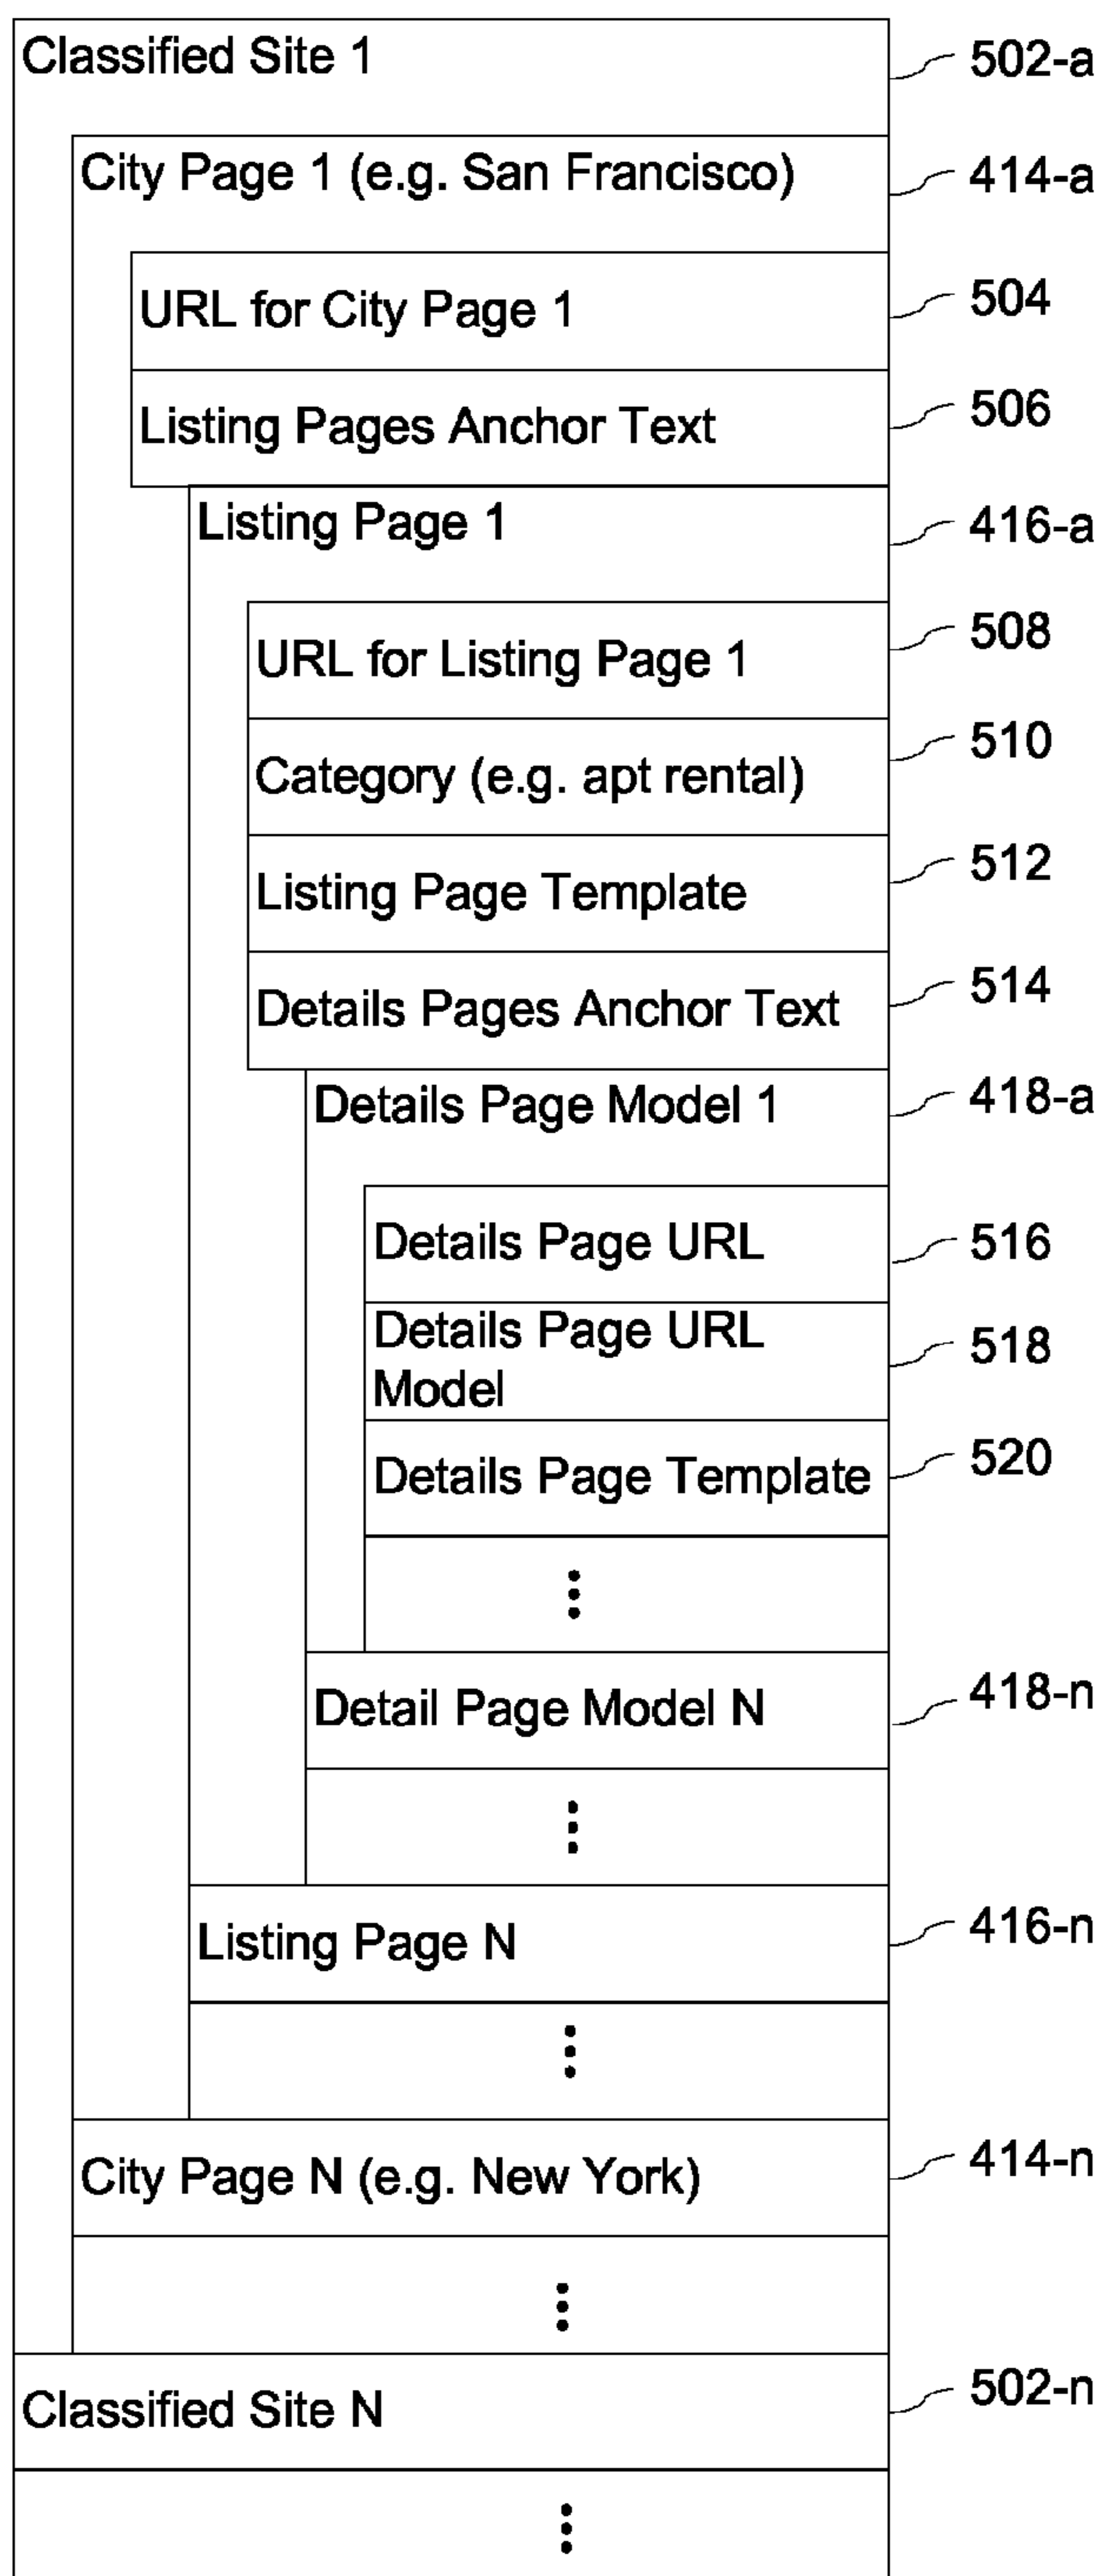 Classified Site 1
502-a
City Page 1 (e.g. San Francisco)
414-a
URL for City Page 1
504
Listing Pages Anchor Text
506
Listing Page 1
416-a
URL for Listing Page 1
508
Category (e.g. apt rental)
510
Listing Page Template
512
Details Pages Anchor Text
514
Details Page Model 1
418-a
Details Page URL
516
Details Page URL
Model
518
Details Page Template
520
Detail Page Model N
418-n
Listing Page N
416-n
City Page N (e.g. New York)
414-n
Classified Site N
502-n